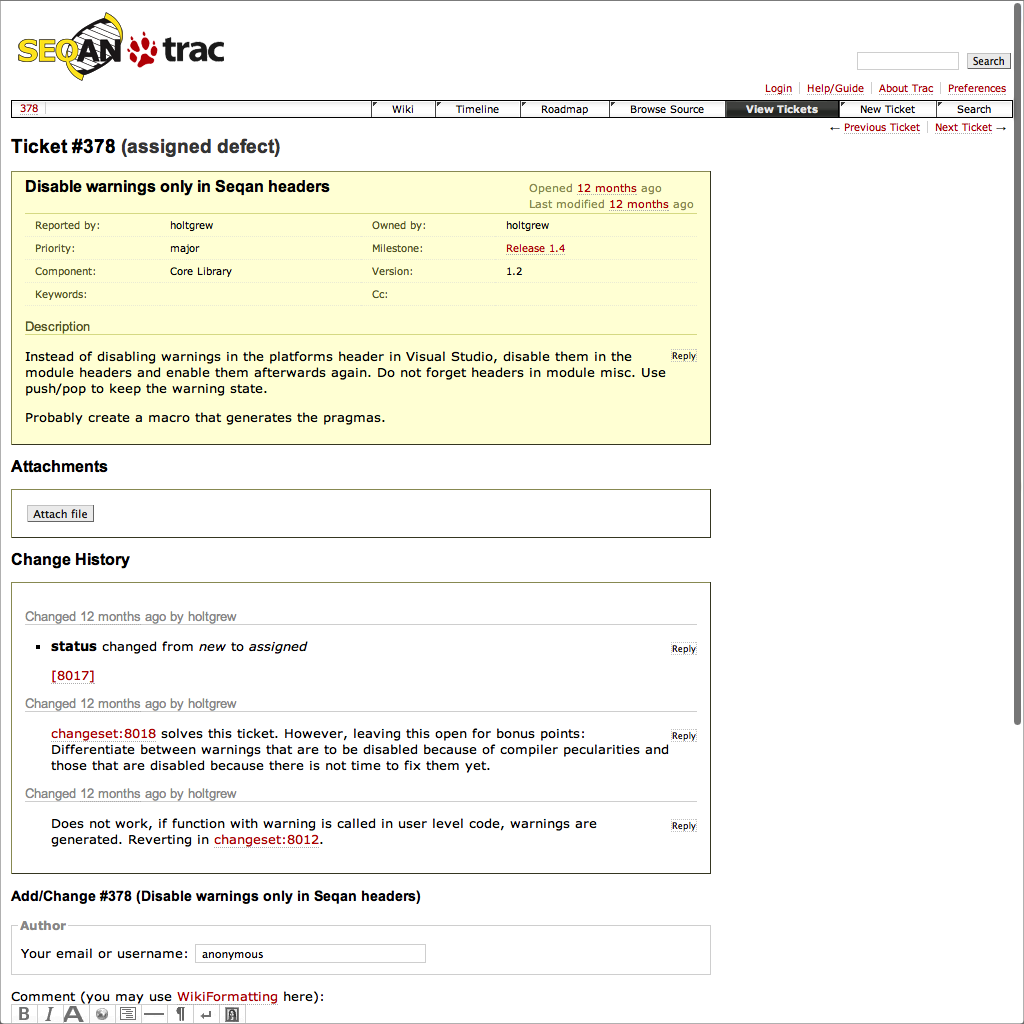 SEQAN trac
Search
Login Help/Guide About Trac Preferences
378 Wiki Timeline Roadmap Browse Source View Tickets New Ticket Search
← Previous Ticket Next Ticket →
Ticket #378 (assigned defect)
Disable warnings only in Seqan headers
Opened 12 months ago
Last modified 12 months ago
Reported by: holtgrew Owned by: holtgrew
Priority: major Milestone: Release 1.4
Component: Core Library Version: 1.2
Keywords: Cc:
Description
Instead of disabling warnings in the platforms header in Visual Studio, disable them in the Reply
module headers and enable them afterwards again. Do not forget headers in module misc. Use
push/pop to keep the warning state.
Probably create a macro that generates the pragmas.
Attachments
Attach file
Change History
Changed 12 months ago by holtgrew
▪ status changed from new to assigned Reply
[8017]
Changed 12 months ago by holtgrew
changeset:8018 solves this ticket. However, leaving this open for bonus points: Reply
Differentiate between warnings that are to be disabled because of compiler pecularities and
those that are disabled because there is not time to fix them yet.
Changed 12 months ago by holtgrew
Does not work, if function with warning is called in user level code, warnings are Reply
generated. Reverting in changeset:8012.
Add/Change #378 (Disable warnings only in Seqan headers)
Author
Your email or username: anonymous
Comment (you may use WikiFormatting here):
B I A ¶ ↵